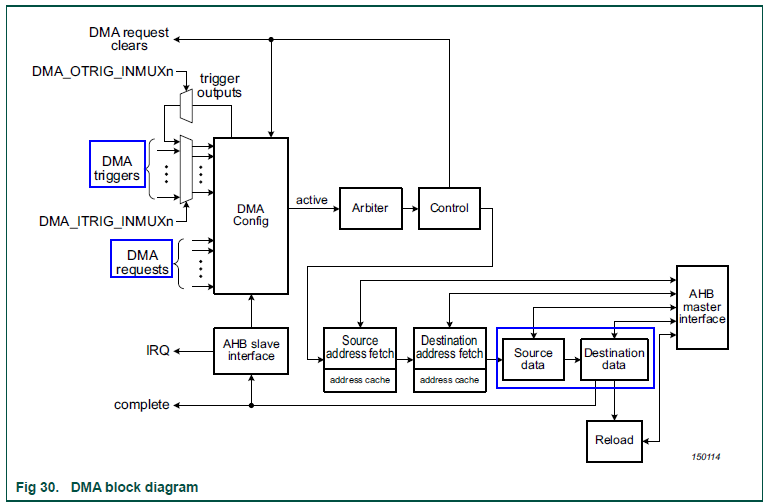 DMA request
clears
DMA_OTRIG_INMUXn
trigger
outputs
DMA
triggers
DMA_ITRIG_INMUXn
DMA
requests
DMA
Config
active
Arbiter
Control
AHB
master
interface
IRQ
AHB slave
interface
Source
address fetch
address cache
Destination
address fetch
address cache
Source
data
Destination
data
complete
Reload
150114
Fig 30. DMA block diagram